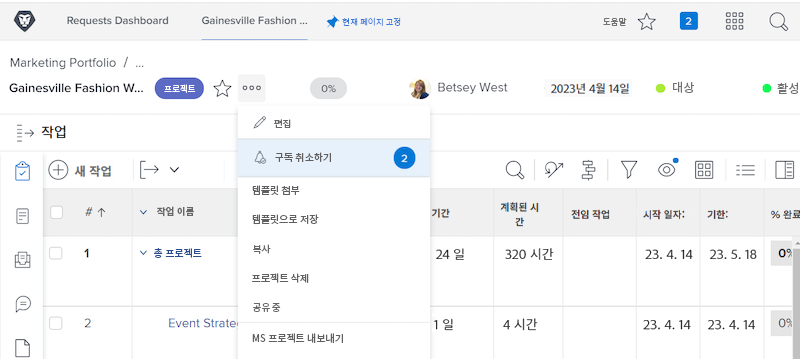 Requests Dashboard
Gainesville Fashion ...
현재 페이지 고정
도움말
2
Marketing Portfolio / ...
Gainesville Fashion W...
프로젝트
0%
Betsey West
2023년 4월 14일
대상
활성
작업
편집
구독 취소하기
2
템플릿 첨부
템플릿으로 저장
복사
프로젝트 삭제
공유 중
MS 프로젝트 내보내기
새 작업
# ↑
작업 이름
기간
계획된 시
간
전임 작업
시작 일자:
기한:
% 완료
1
총 프로젝트
24 일
320 시간
23. 4. 14
23. 5. 18
0%
2
Event Strate
1 일
4 시간
23. 4. 14
23. 4. 14
0%